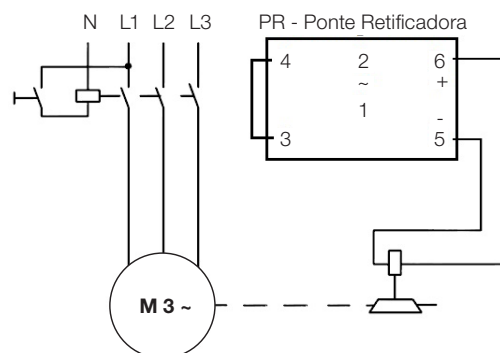 N L1 L2 L3
PR - Ponte Retificadora
4 2 6
~ +
1
-
3 5
M 3 ~